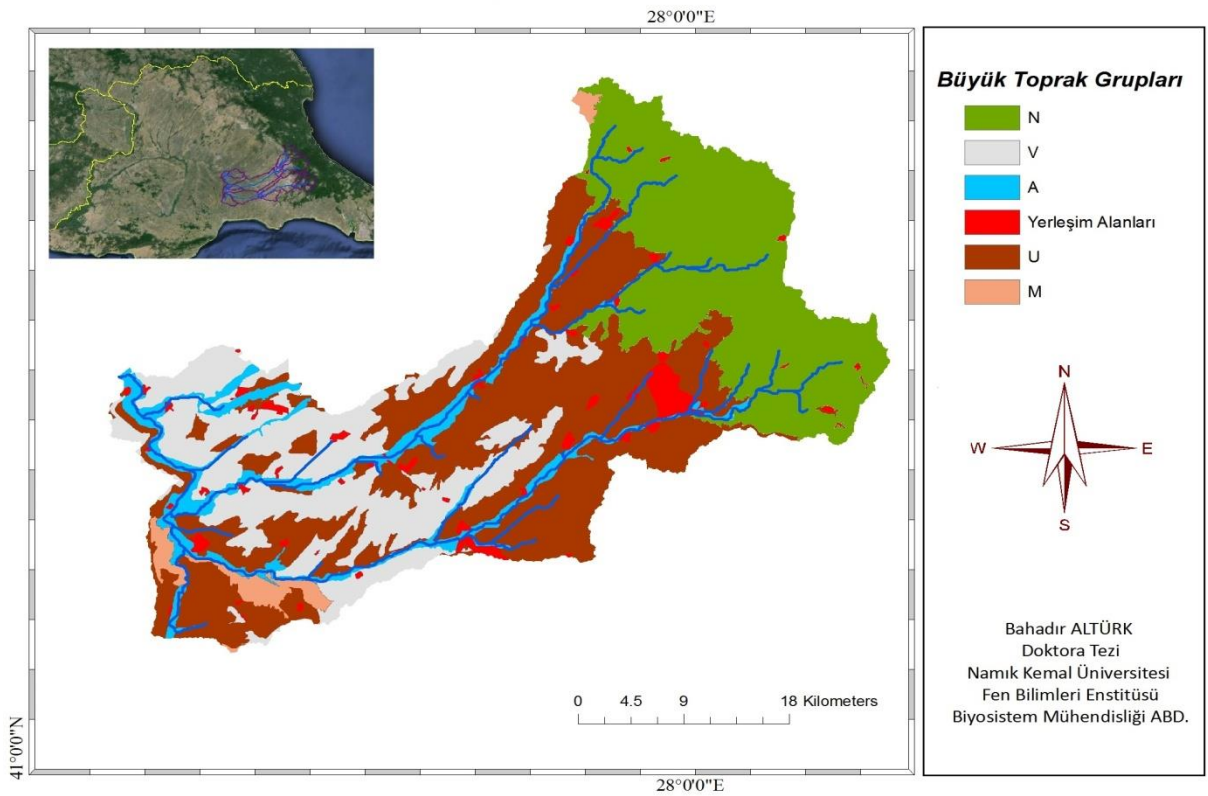 28°0'0"E
Büyük Toprak Grupları
N
V
A
Yerleşim Alanları
U
M
N
W
E
S
Bahadır ALTÜRK
Doktora Tezi
Namık Kemal Üniversitesi
Fen Bilimleri Enstitüsü
Biyosistem Mühendisliği ABD.
0 4.5 9 18 Kilometers
41°0'0"N
28°0'0"E